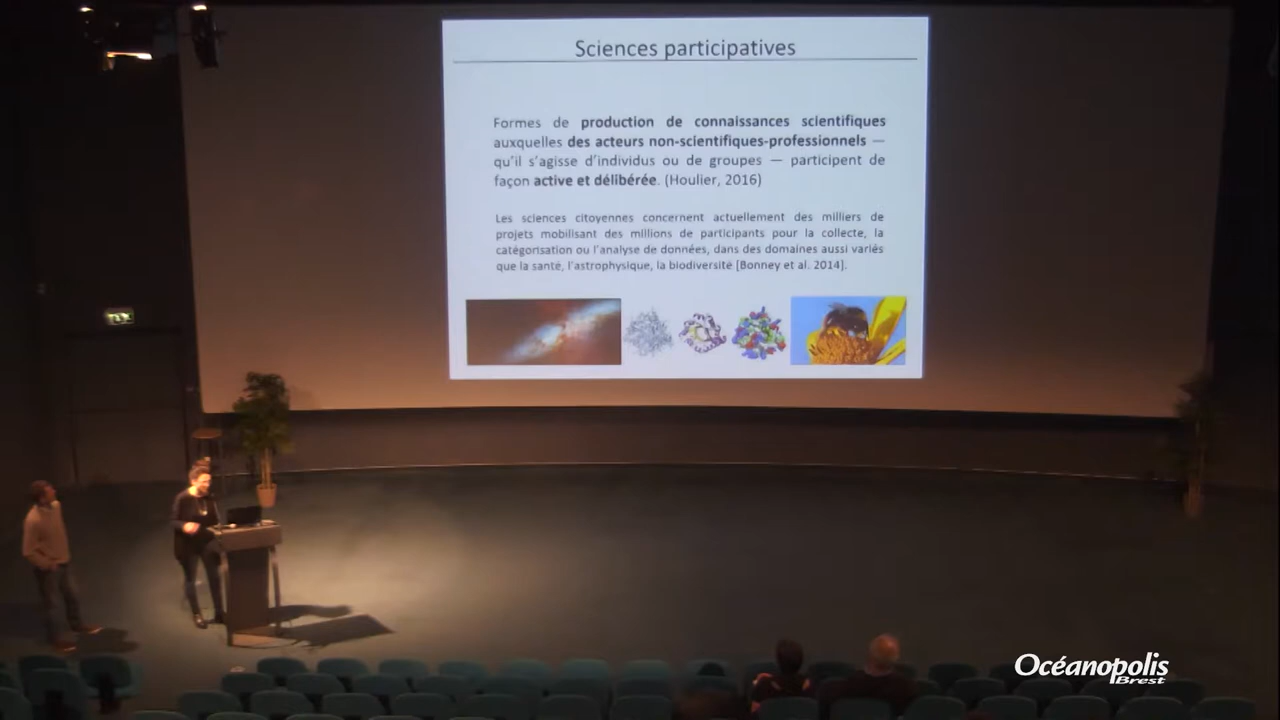 Sciences participatives
Formes de production de connaissances scientifiques
auxquelles des acteurs non-scientifiques-professionnels —
qu'il s'agisse d'individus ou de groupes — participent de
façon active et délibérée. (Houlier, 2016)
Les sciences citoyennes concernent actuellement des milliers de
projets mobilisant des millions de participants pour la collecte, la
catégorisation ou l'analyse de données, dans des domaines aussi variés
que la santé, l'astrophysique, la biodiversité [Bonney et al. 2014].
Océanopolis
Brest